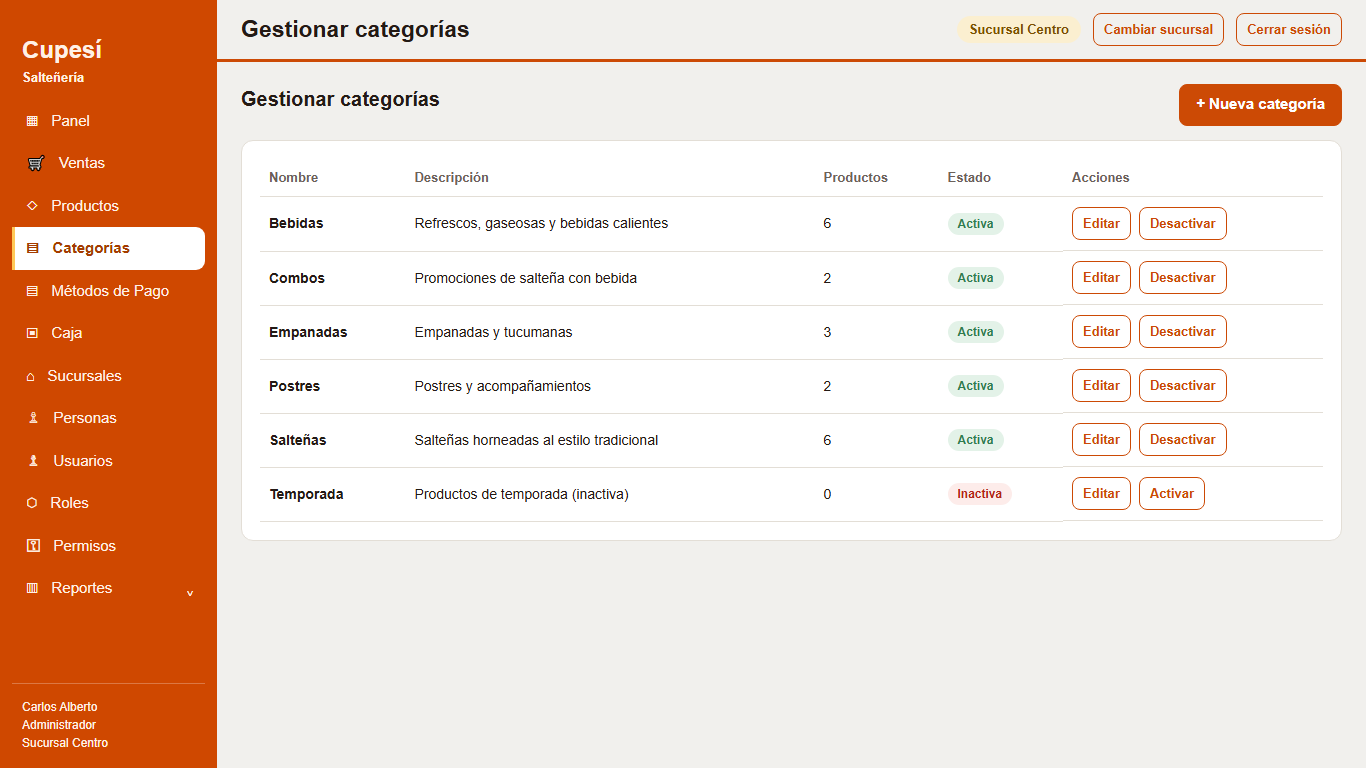 Cupesí
Salteñería
Panel
Ventas
Productos
Categorías
Métodos de Pago
Caja
Sucursales
Personas
Usuarios
Roles
Permisos
Reportes
Carlos Alberto
Administrador
Sucursal Centro
Gestionar categorías
Sucursal Centro
Cambiar sucursal
Cerrar sesión
Gestionar categorías
+ Nueva categoría
Nombre Descripción Productos Estado Acciones
Bebidas Refrescos, gaseosas y bebidas calientes 6 Activa Editar Desactivar
Combos Promociones de salteña con bebida 2 Activa Editar Desactivar
Empanadas Empanadas y tucumanas 3 Activa Editar Desactivar
Postres Postres y acompañamientos 2 Activa Editar Desactivar
Salteñas Salteñas horneadas al estilo tradicional 6 Activa Editar Desactivar
Temporada Productos de temporada (inactiva) 0 Inactiva Editar Activar